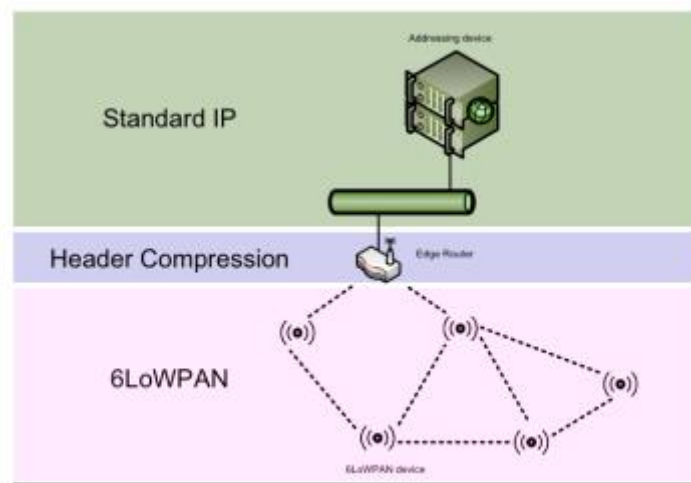 Addressing device
Standard IP
Header Compression
Edge Router
6LoWPAN
6LoWPAN device